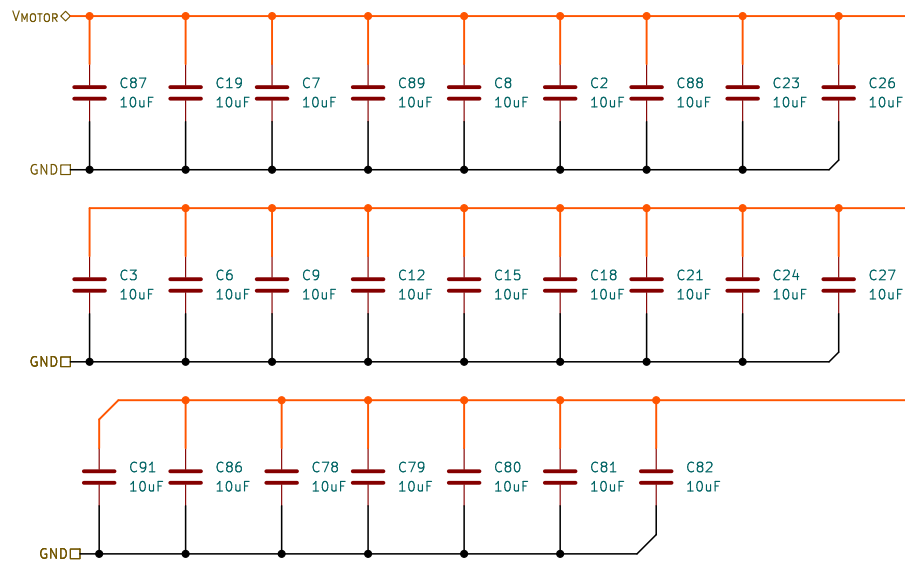 VMOTOR
C87 C19 C7 C89 C8 C2 C88 C23 C26
10uF 10uF 10uF 10uF 10uF 10uF 10uF 10uF 10uF
GND
C3 C6 C9 C12 C15 C18 C21 C24 C27
10uF 10uF 10uF 10uF 10uF 10uF 10uF 10uF 10uF
GND
C91 C86 C78 C79 C80 C81 C82
10uF 10uF 10uF 10uF 10uF 10uF 10uF
GND